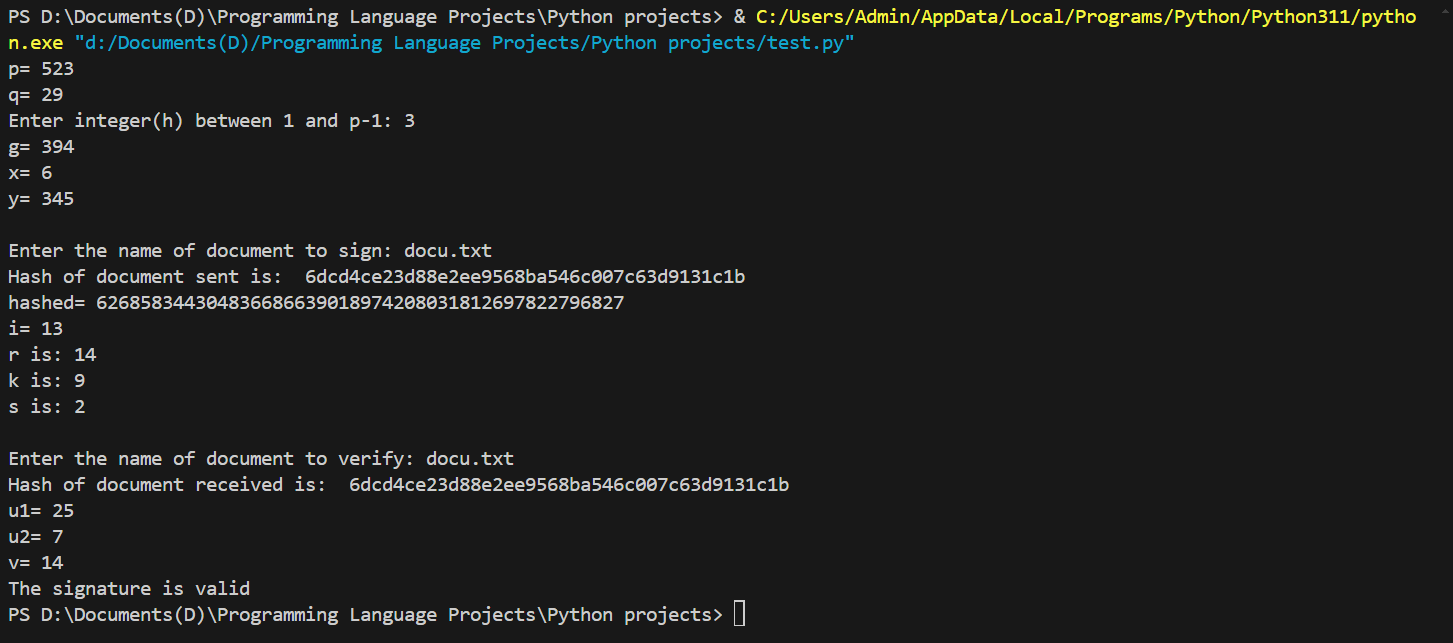 PS D:\Documents(D)\Programming Language Projects\Python projects> & C:/Users/Admin/AppData/Local/Programs/Python/Python311/pytho
n.exe "d:/Documents(D)/Programming Language Projects/Python projects/test.py"
p= 523
q= 29
Enter integer(h) between 1 and p-1: 3
g= 394
x= 6
y= 345
Enter the name of document to sign: docu.txt
Hash of document sent is:  6dcd4ce23d88e2ee9568ba546c007c63d9131c1b
hashed= 626858344304836686639018974208031812697822796827
i= 13
r is: 14
k is: 9
s is: 2
Enter the name of document to verify: docu.txt
Hash of document received is:  6dcd4ce23d88e2ee9568ba546c007c63d9131c1b
u1= 25
u2= 7
v= 14
The signature is valid
PS D:\Documents(D)\Programming Language Projects\Python projects>